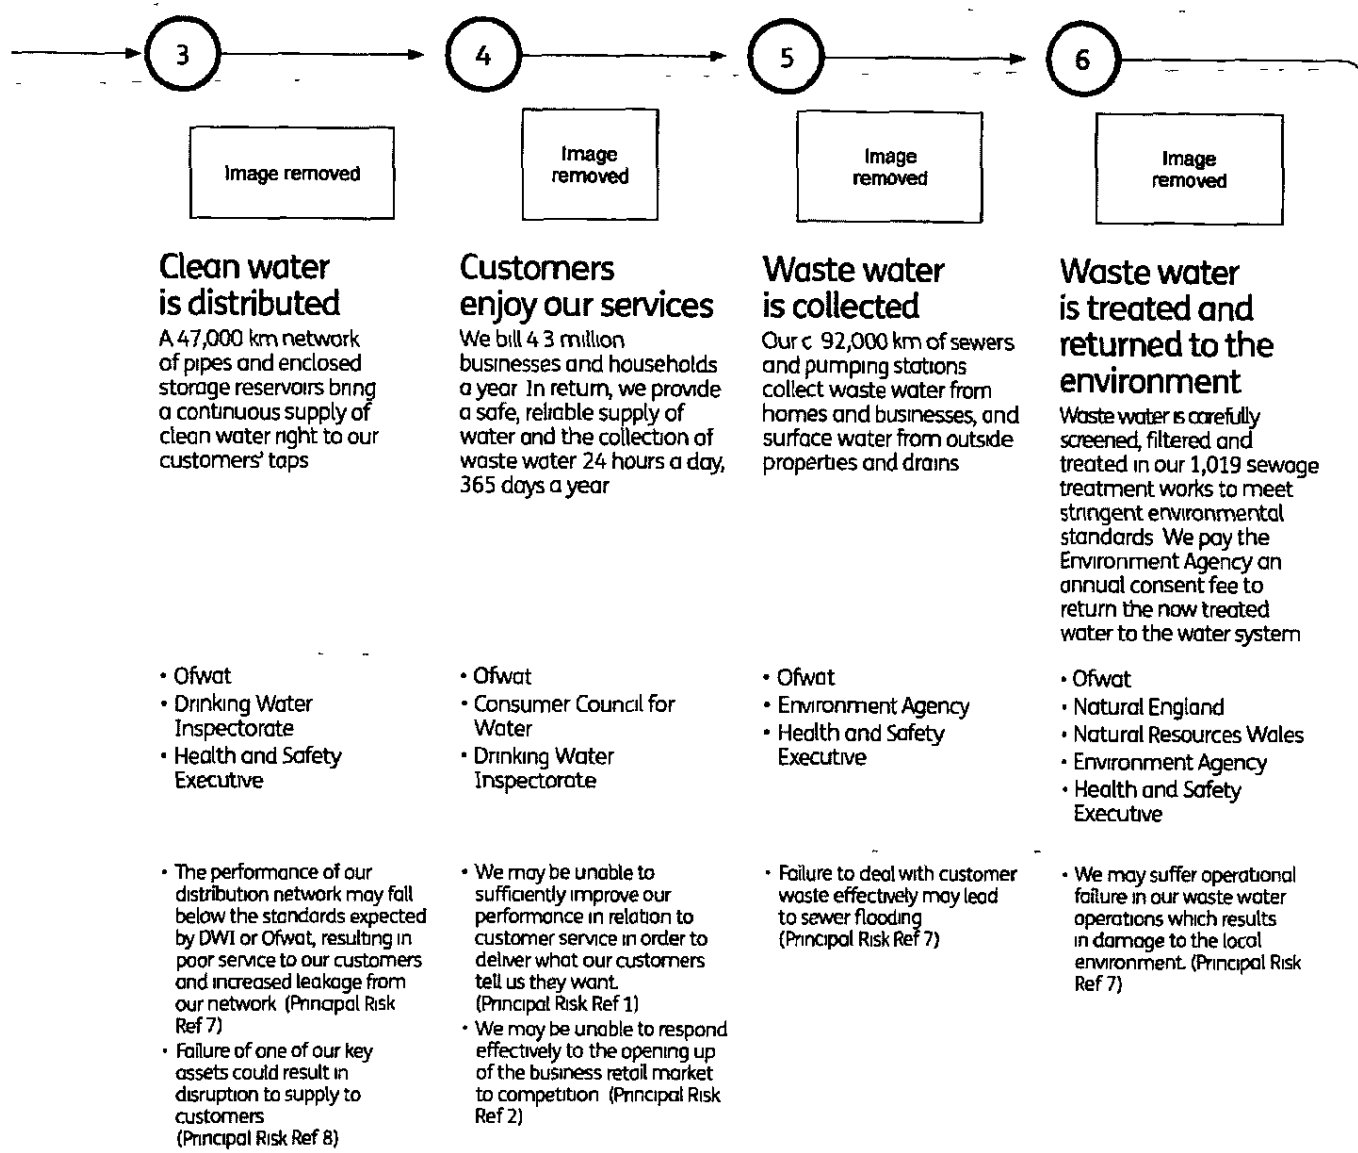 3
4
5
6
Image removed
Image
removed
Image
removed
Image
removed
Clean water
is distributed
A 47,000 km network
of pipes and enclosed
storage reservoirs bring
a continuous supply of
clean water right to our
customers' taps
Customers
enjoy our services
We bill 4 3 million
businesses and households
a year In return, we provide
a safe, reliable supply of
water and the collection of
waste water 24 hours a day,
365 days a year
Waste water
is collected
Our c 92,000 km of sewers
and pumping stations
collect waste water from
homes and businesses, and
surface water from outside
properties and drains
Waste water
is treated and
returned to the
environment
Waste water is carefully
screened, filtered and
treated in our 1,019 sewage
treatment works to meet
stringent environmental
standards We pay the
Environment Agency an
annual consent fee to
return the now treated
water to the water system
• Ofwat
• Drinking Water
Inspectorate
• Health and Safety
Executive
• Ofwat
• Consumer Council for
Water
• Drinking Water
Inspectorate
• Ofwat
• Environment Agency
• Health and Safety
Executive
• Ofwat
• Natural England
• Natural Resources Wales
• Environment Agency
• Health and Safety
Executive
• The performance of our
distribution network may fall
below the standards expected
by DWI or Ofwat, resulting in
poor service to our customers
and increased leakage from
our network (Principal Risk
Ref 7)
• Failure of one of our key
assets could result in
disruption to supply to
customers
(Principal Risk Ref 8)
• We may be unable to
sufficiently improve our
performance in relation to
customer service in order to
deliver what our customers
tell us they want.
(Principal Risk Ref 1)
• We may be unable to respond
effectively to the opening up
of the business retail market
to competition (Principal Risk
Ref 2)
• Failure to deal with customer
waste effectively may lead
to sewer flooding
(Principal Risk Ref 7)
• We may suffer operational
failure in our waste water
operations which results
in damage to the local
environment. (Principal Risk
Ref 7)